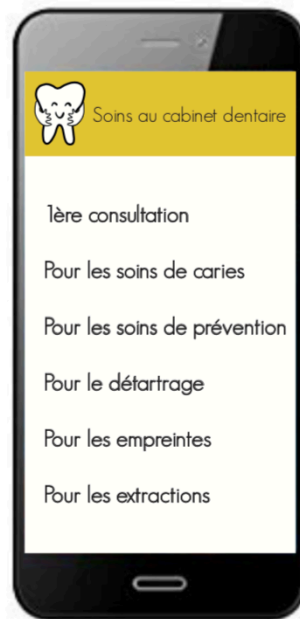 Soins au cabinet dentaire
1ère consultation
Pour les soins de caries
Pour les soins de prévention
Pour le détartrage
Pour les empreintes
Pour les extractions